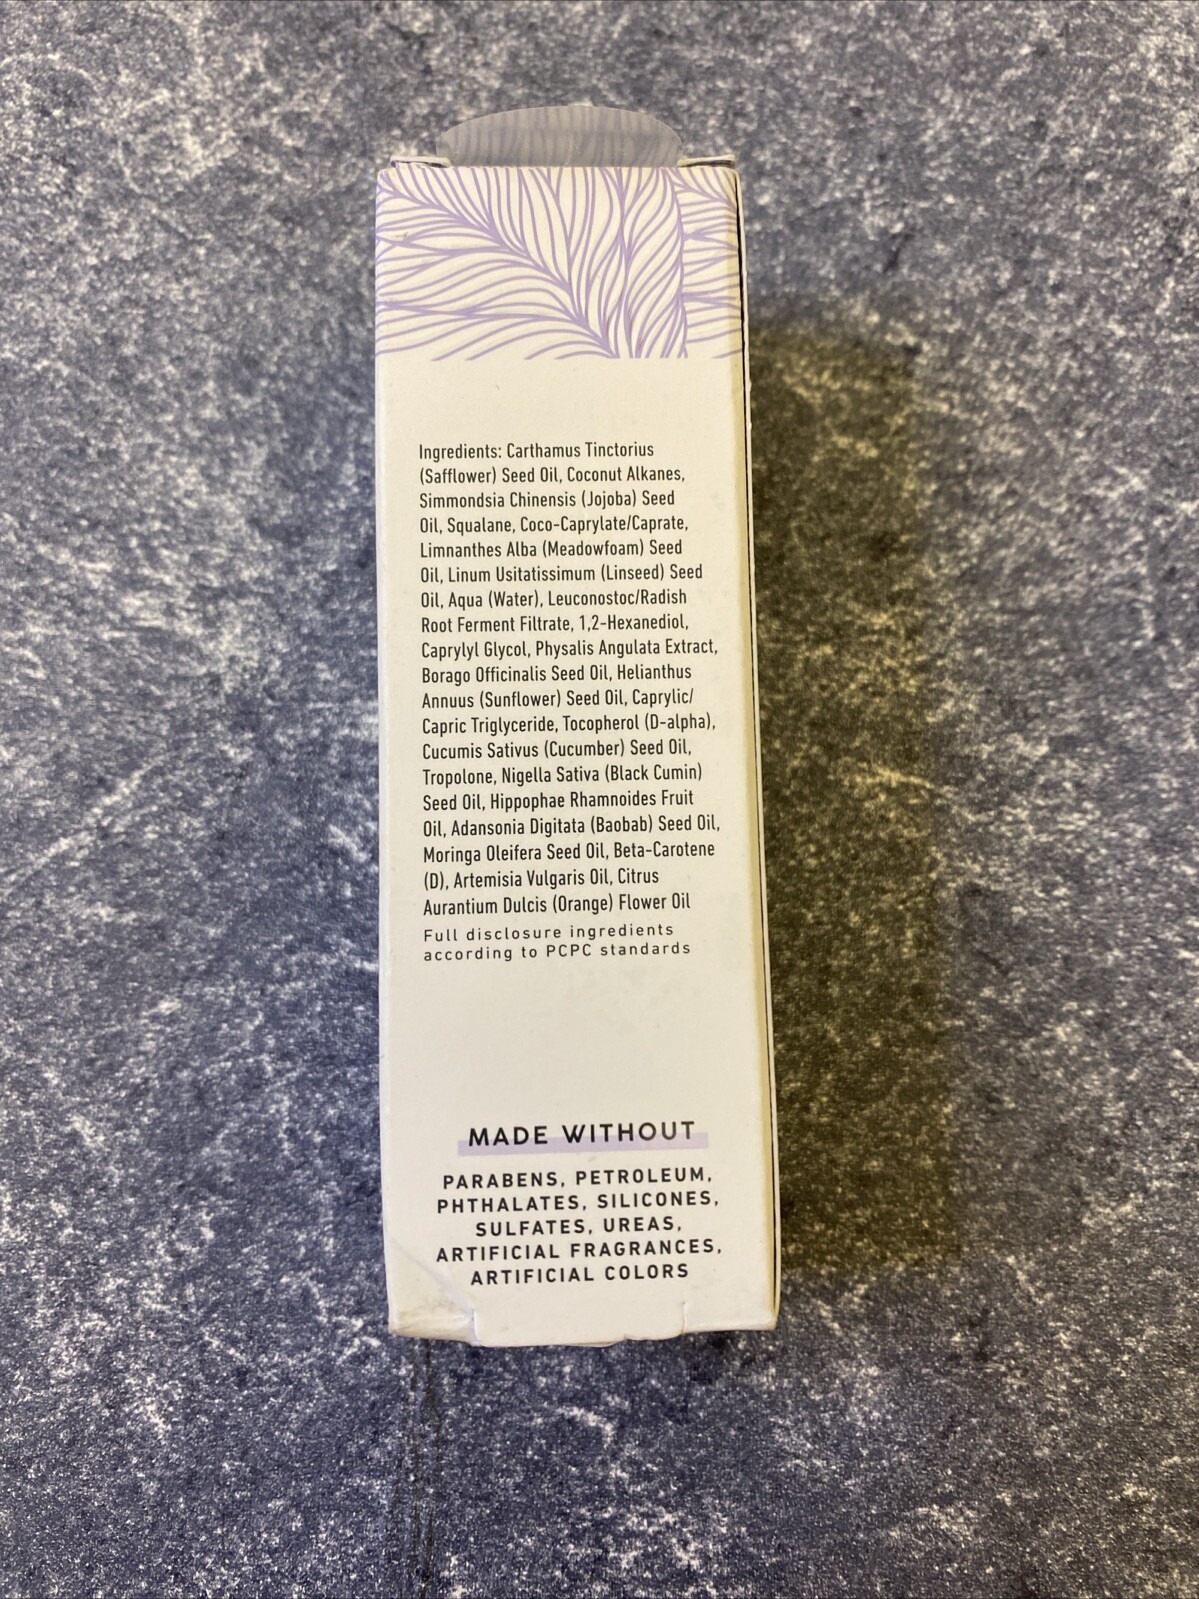 Ingredients: Carthamus Tinctorius
(Safflower) Seed Oil, Coconut Alkanes,
Simmondsia Chinensis (Jojoba) Seed
Oil, Squalane, Coco-Caprylate/Caprate,
Limnanthes Alba (Meadowfoam) Seed
Oil, Linum Usitatissimum (Linseed) Seed
Oil, Aqua (Water), Leuconostoc/Radish
Root Ferment Filtrate, 1,2-Hexanediol,
Caprylyl Glycol, Physalis Angulata Extract,
Borago Officinalis Seed Oil, Helianthus
Annuus (Sunflower) Seed Oil, Caprylic/
Capric Triglyceride, Tocopherol (D-alpha),
Cucumis Sativus (Cucumber) Seed Oil,
Tropolone, Nigella Sativa (Black Cumin)
Seed Oil, Hippophae Rhamnoides Fruit
Oil, Adansonia Digitata (Baobab) Seed Oil,
Moringa Oleifera Seed Oil, Beta-Carotene
(D), Artemisia Vulgaris Oil, Citrus
Aurantium Dulcis (Orange) Flower Oil
Full disclosure ingredients
according to PCPC standards
MADE WITHOUT
PARABENS, PETROLEUM,
PHTHALATES, SILICONES,
SULFATES, UREAS,
ARTIFICIAL FRAGRANCES,
ARTIFICIAL COLORS